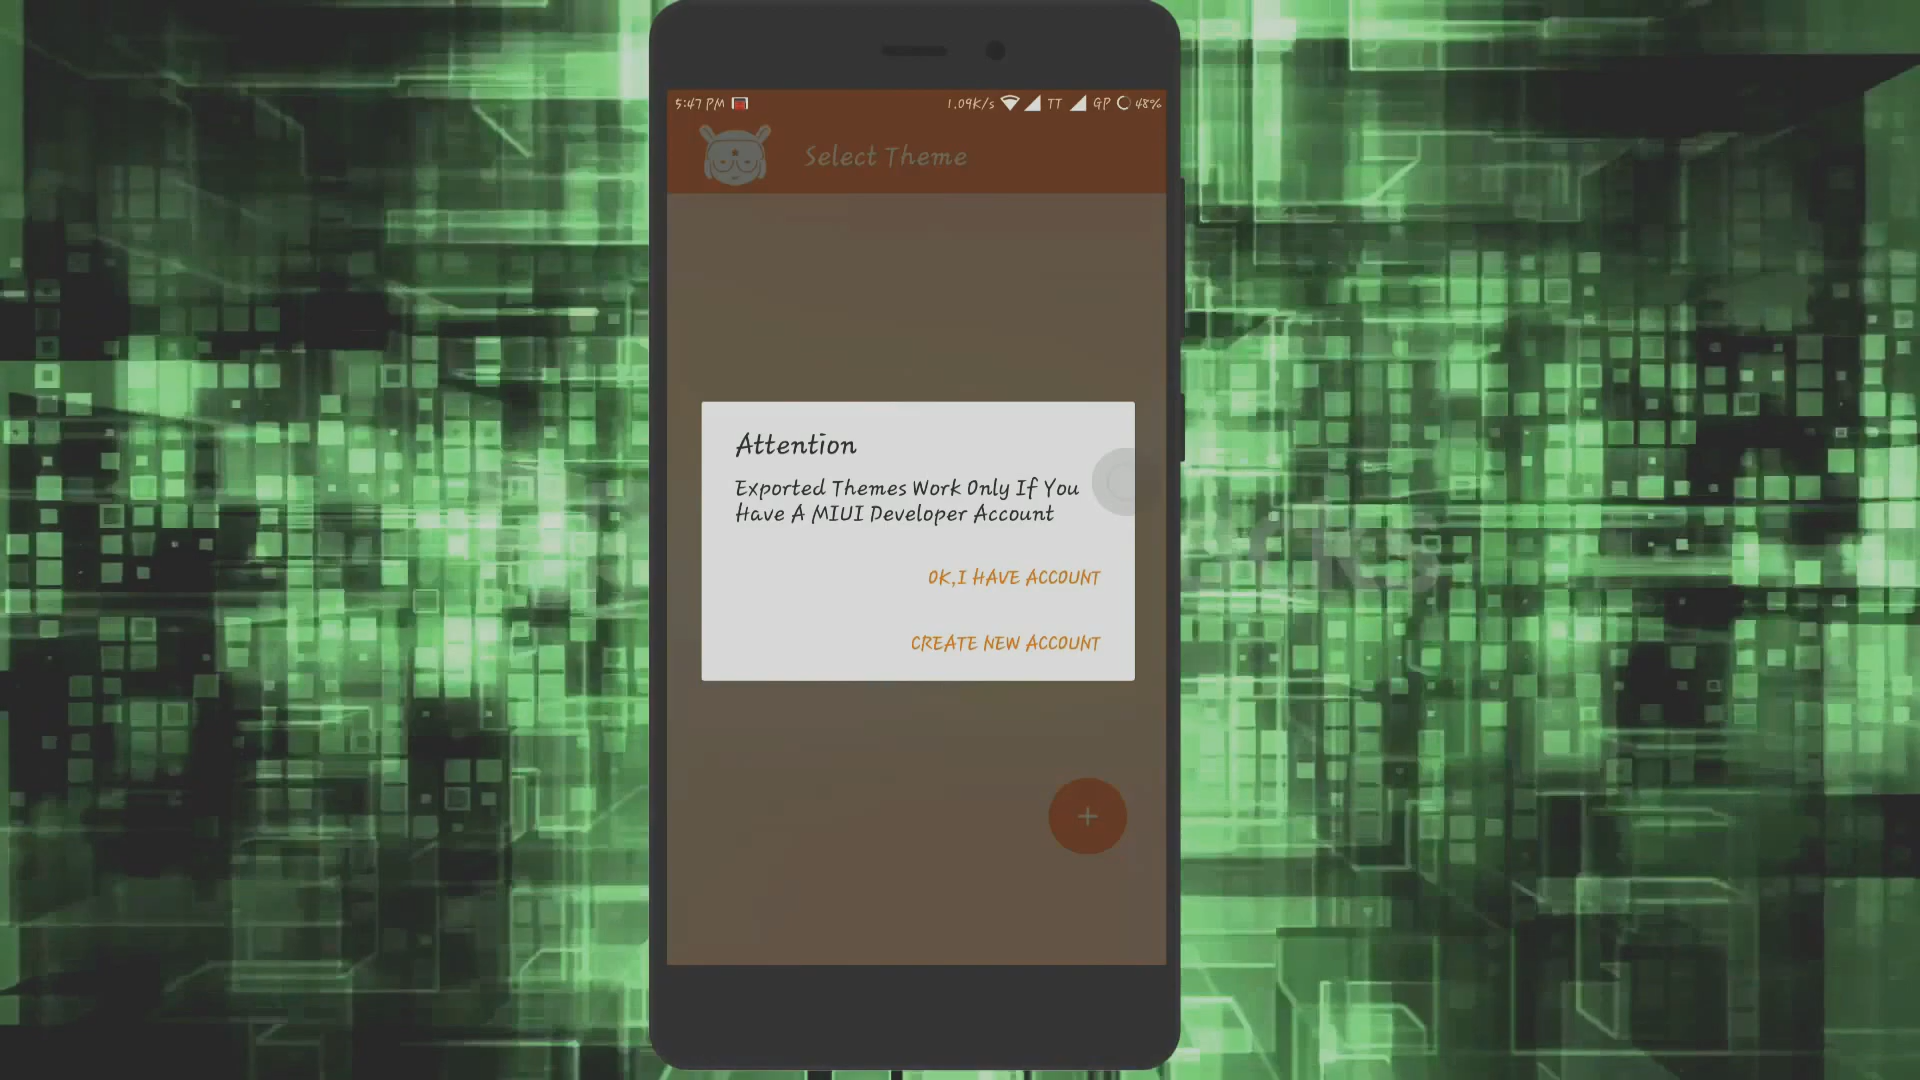 5:47 PM 1.09K/s TT GP 48%
Select Theme
Attention
Exported Themes Work Only If You
Have A MIUI Developer Account
OK,I HAVE ACCOUNT
CREATE NEW ACCOUNT
+